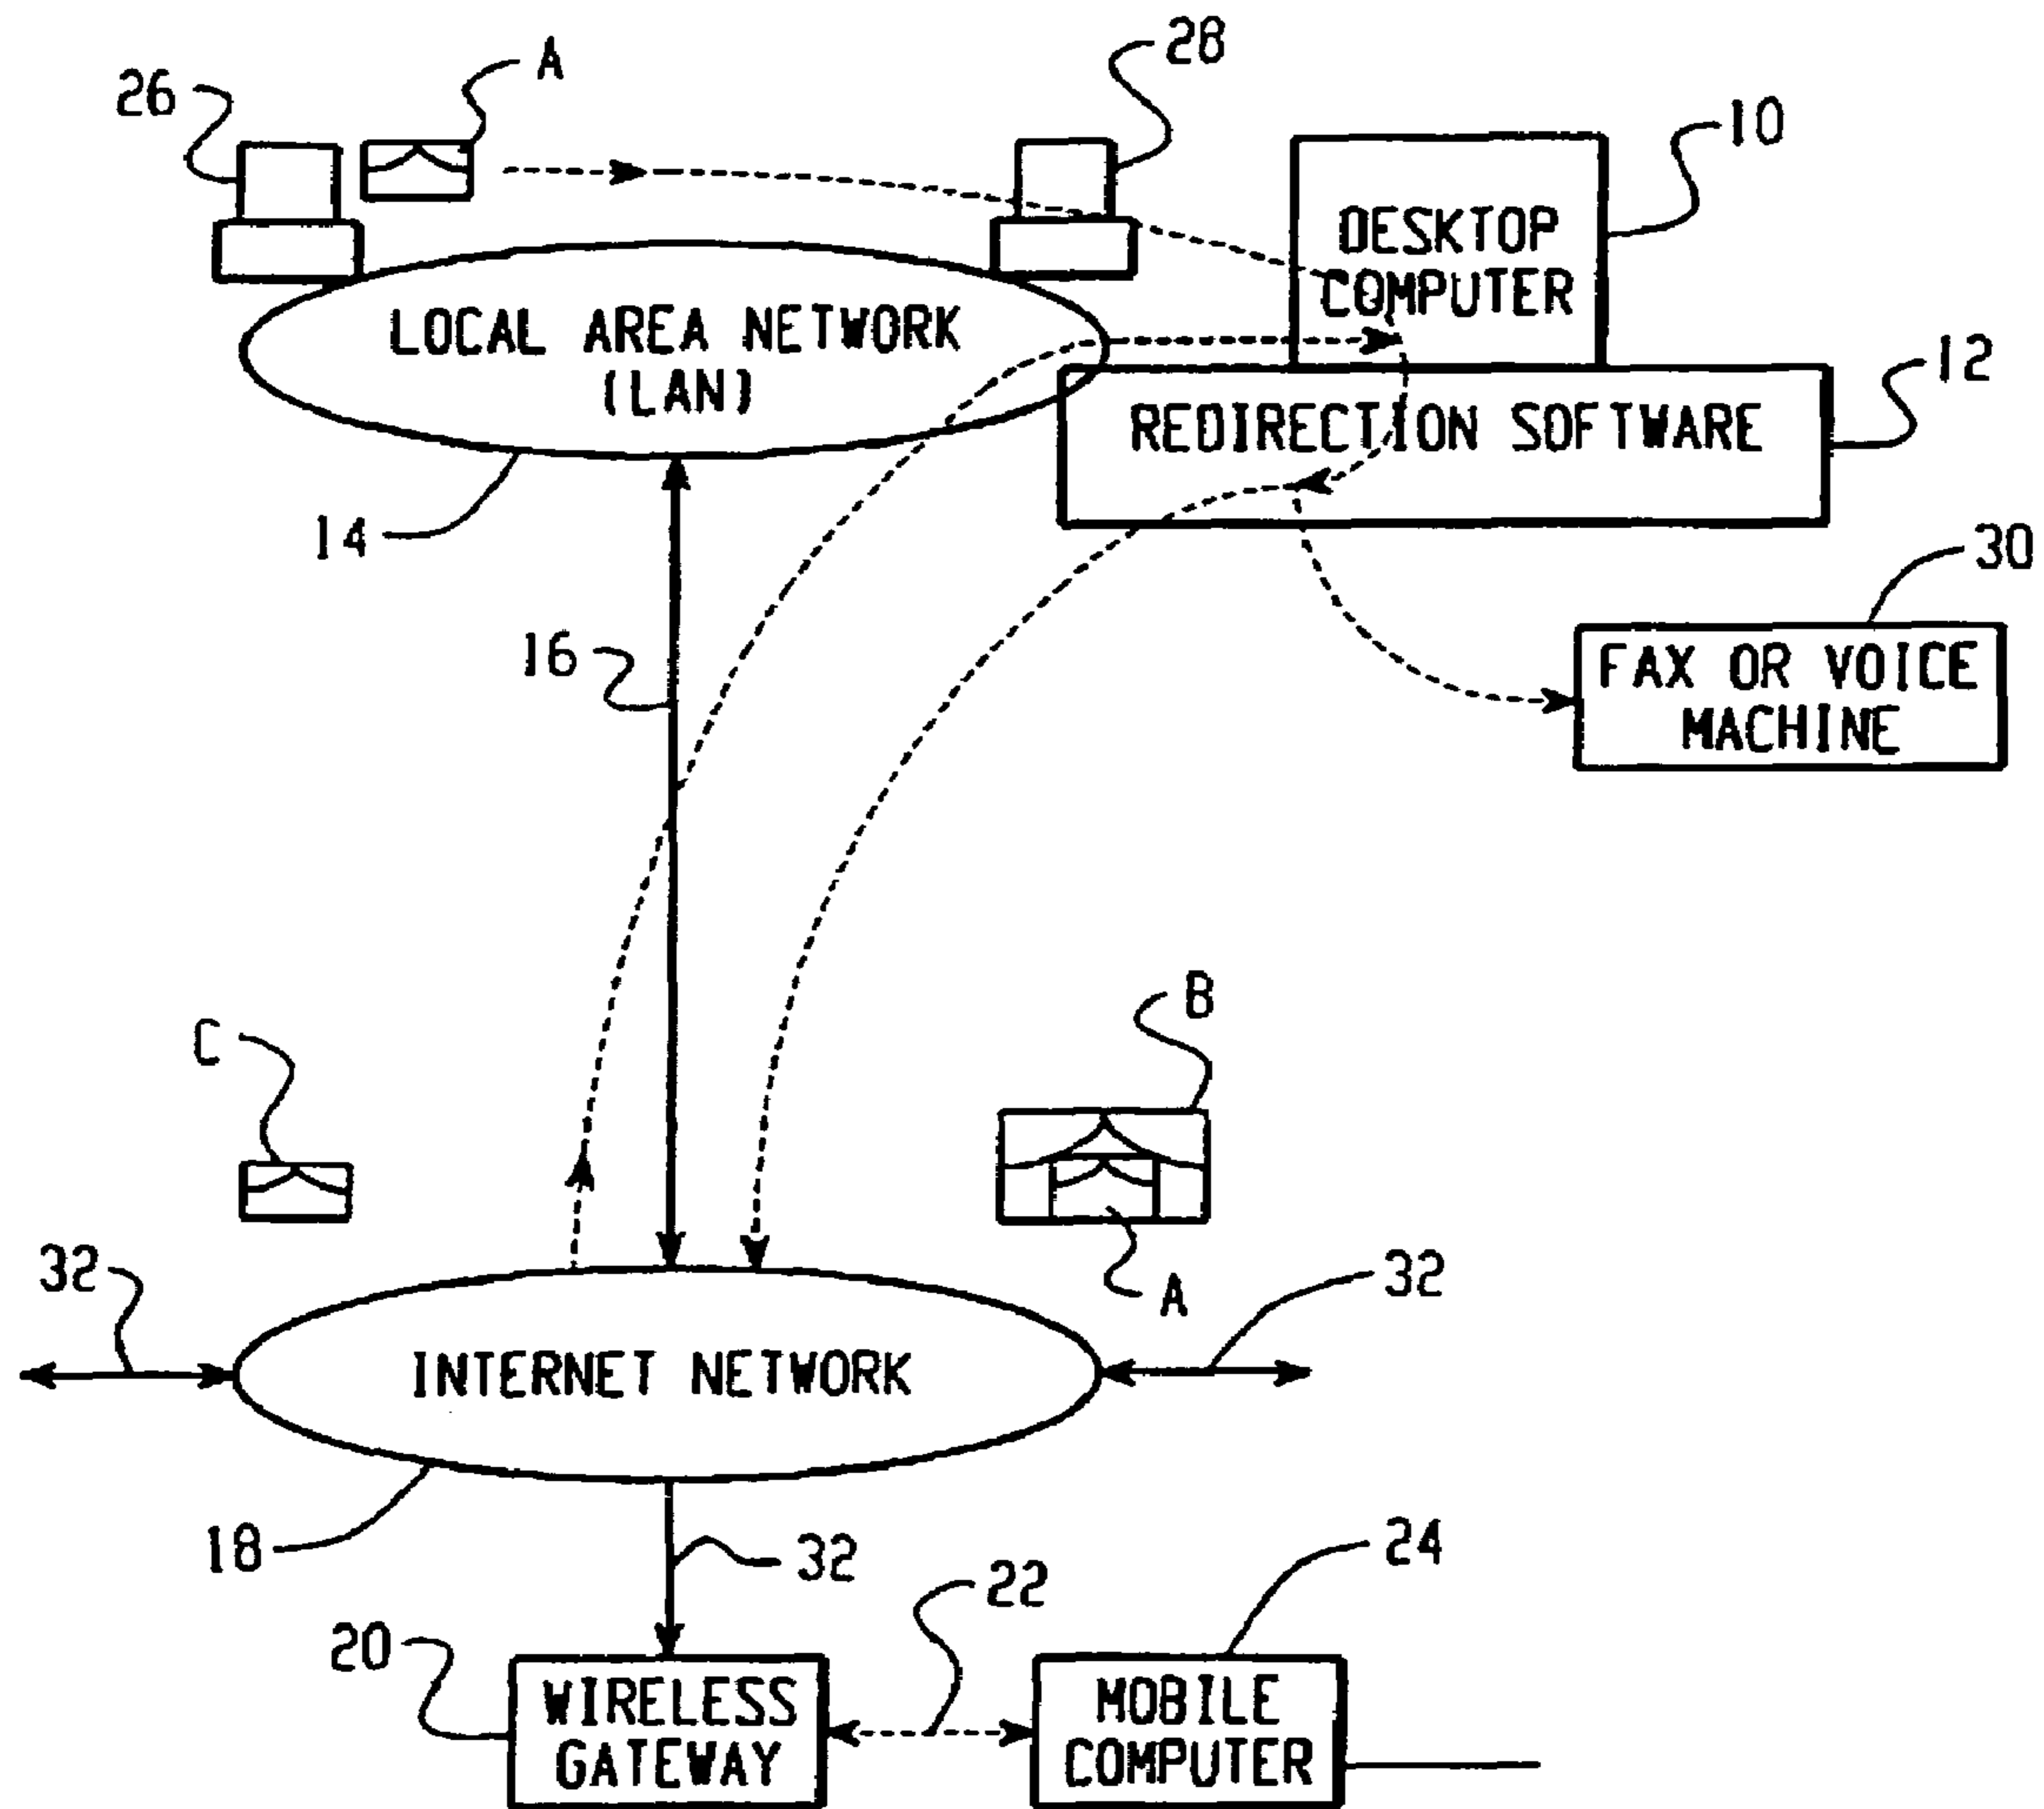 A
28
26
10
DESKTOP
COMPUTER
LOCAL AREA NETWORK
(LAN)
12
REDIRECTION SOFTWARE
14
30
16
FAX OR VOICE
MACHINE
B
C
32
A
32
INTERNET NETWORK
18
32
24
22
20
WIRELESS
GATEWAY
MOBILE
COMPUTER